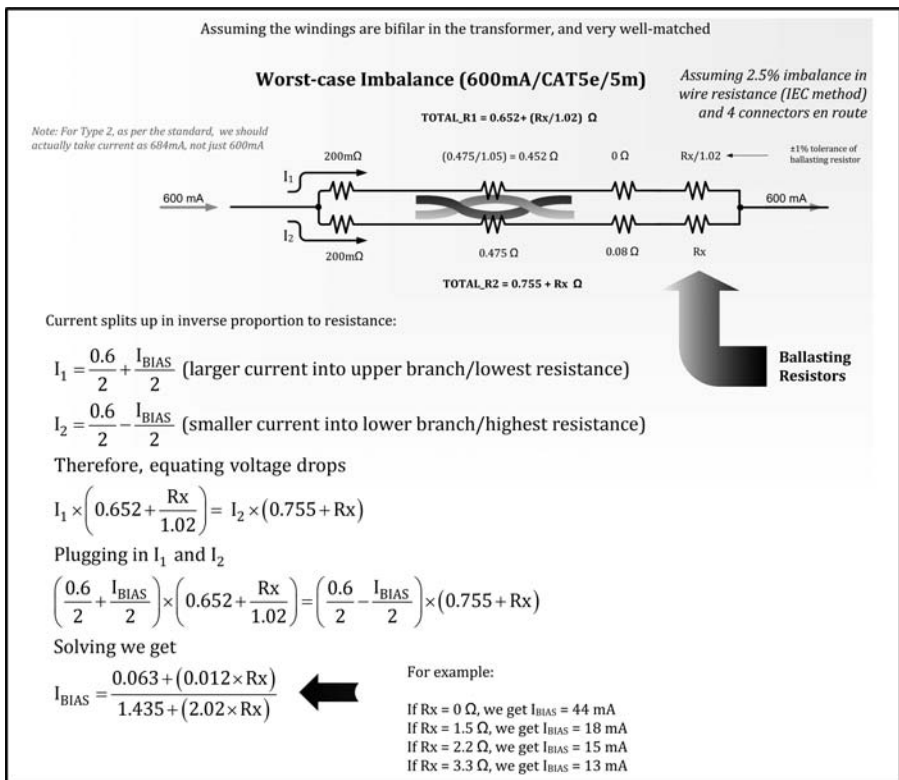 Assuming the windings are bifilar in the transformer, and very well-matched
Worst-case Imbalance (600mA/CAT5e/5m)
Assuming 2.5% imbalance in
wire resistance (IEC method)
and 4 connectors en route
TOTAL_R1 = 0.652+ (Rx/1.02) Ω
Note: For Type 2, as per the standard, we should
actually take current as 684mA, not just 600mA
200mΩ
(0.475/1.05) = 0.452 Ω
0 Ω
Rx/1.02
±1% tolerance of
ballasting resistor
I₁
600 mA
600 mA
I₂
200mΩ
0.475 Ω
0.08 Ω
Rx
TOTAL_R2 = 0.755 + Rx Ω
Current splits up in inverse proportion to resistance:
I₁ = 0.6/2 + I_BIAS/2 (larger current into upper branch/lowest resistance)
Ballasting
Resistors
I₂ = 0.6/2 − I_BIAS/2 (smaller current into lower branch/highest resistance)
Therefore, equating voltage drops
I₁ × (0.652 + Rx/1.02) = I₂ × (0.755 + Rx)
Plugging in I₁ and I₂
(0.6/2 + I_BIAS/2) × (0.652 + Rx/1.02) = (0.6/2 − I_BIAS/2) × (0.755 + Rx)
Solving we get
I_BIAS = 0.063 + (0.012 × Rx) / 1.435 + (2.02 × Rx)
For example:
If Rx = 0 Ω, we get I_BIAS = 44 mA
If Rx = 1.5 Ω, we get I_BIAS = 18 mA
If Rx = 2.2 Ω, we get I_BIAS = 15 mA
If Rx = 3.3 Ω, we get I_BIAS = 13 mA